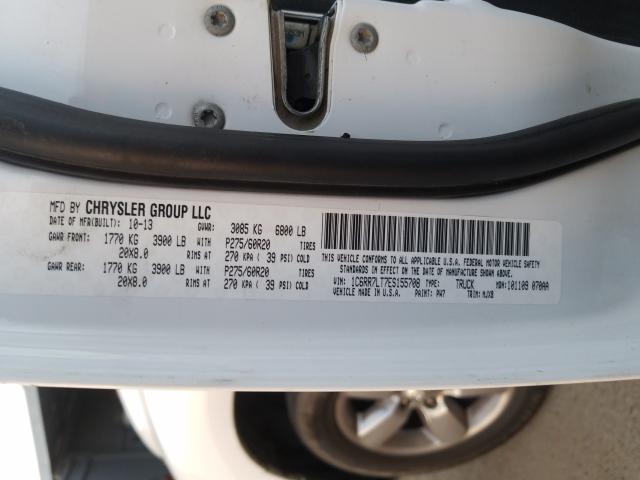 MFD BY CHRYSLER GROUP LLC
DATE OF MFR(BUILT): 10-13 GVWR: 3085 KG 6800 LB
GAWR FRONT: 1770 KG 3900 LB WITH P275/60R20 TIRES
20X8.0 RIMS AT 270 KPA ( 39 PSI) COLD
GAWR REAR: 1770 KG 3900 LB WITH P275/60R20 TIRES
20X8.0 RIMS AT 270 KPA ( 39 PSI) COLD
THIS VEHICLE CONFORMS TO ALL APPLICABLE U.S.A. FEDERAL MOTOR VEHICLE SAFETY
STANDARDS IN EFFECT ON THE DATE OF MANUFACTURE SHOWN ABOVE.
VIN: 1C6RR7LT7ES155708 TYPE: TRUCK MDH: 101109 070AA
VEHICLE MADE IN U.S.A. PAINT: PW7 TRIM: MJX8